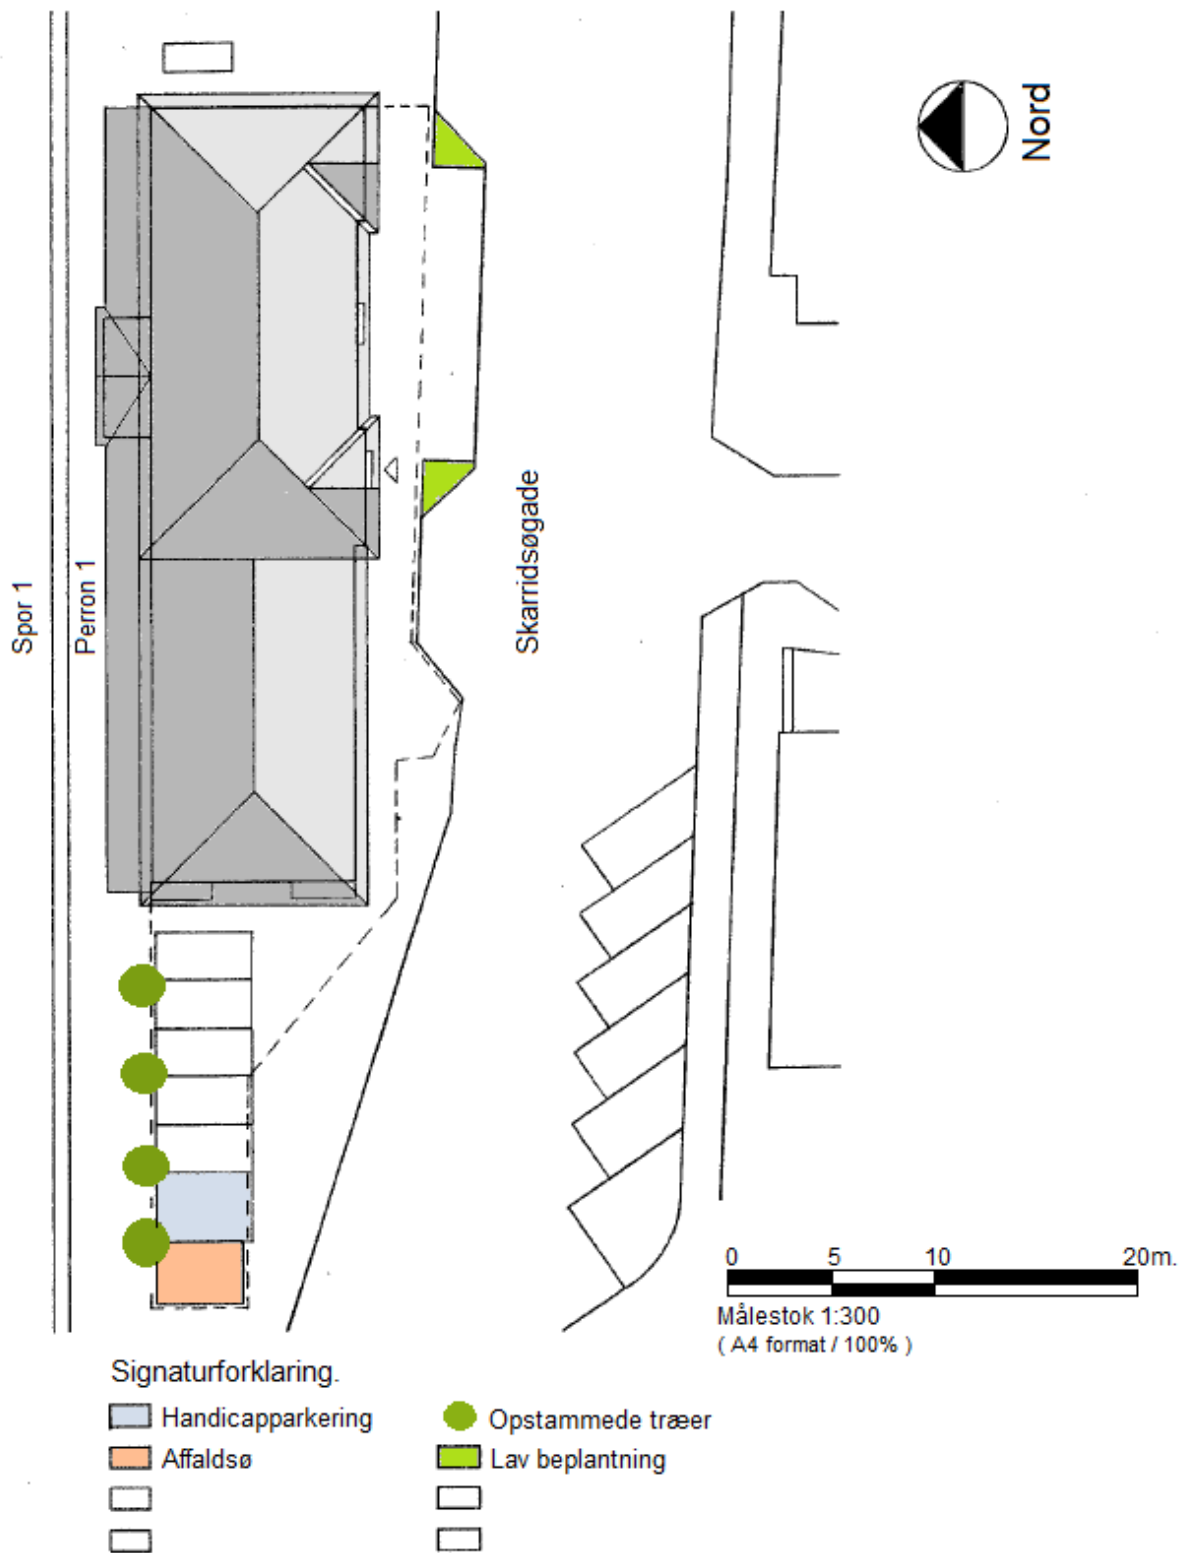 Nord
Skarridsøgade
Spor 1
Perron 1
0 5 10 20m.
Målestok 1:300
( A4 format / 100% )
Signaturforklaring.
Handicapparkering
Opstammede træer
Affaldsø
Lav beplantning